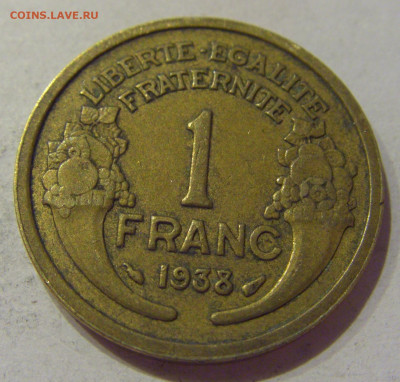 COINS.LAVE.RU
LIBERTE-EGALITE
FRATERNITE
1
FRANC
1938